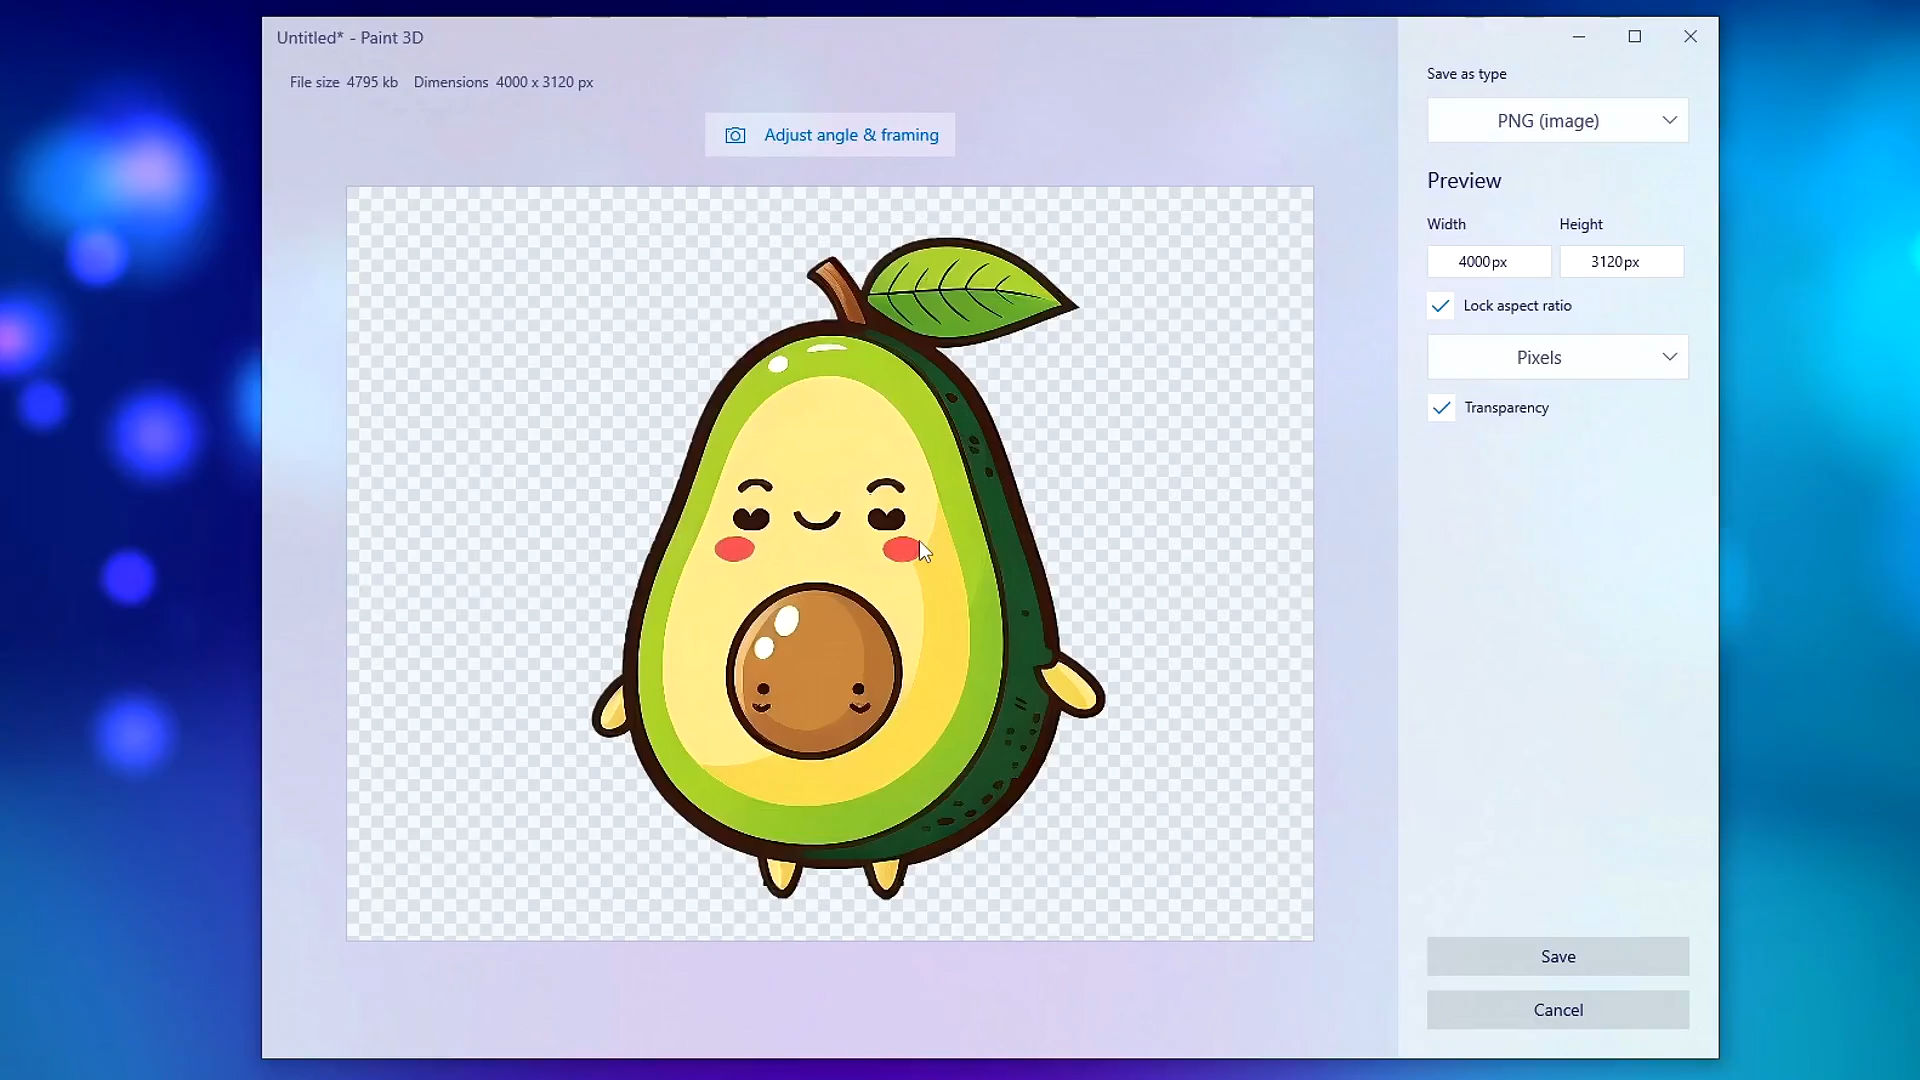 Untitled* - Paint 3D
File size 4795 kb Dimensions 4000 x 3120 px
Adjust angle & framing
Save as type
PNG (image)
Preview
Width Height
4000px 3120px
Lock aspect ratio
Pixels
Transparency
Save
Cancel